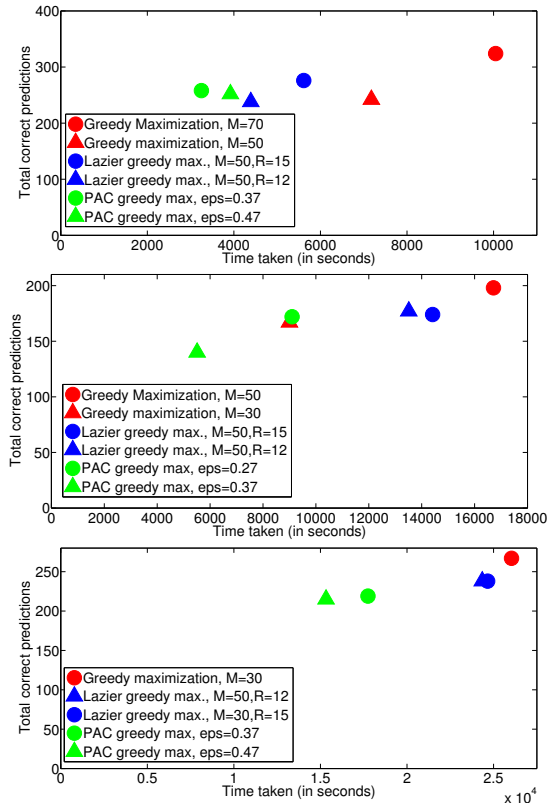 400
300
200
100
0
Total correct predictions
Greedy Maximization, M=70
Greedy Maximization, M=50
Lazier greedy max., M=50,R=15
Lazier greedy max., M=50,R=12
PAC greedy max, eps=0.37
PAC greedy max, eps=0.47
0 2000 4000 6000 8000 10000
Time taken (in seconds)
200
150
100
50
0
Total correct predictions
Greedy Maximization, M=50
Greedy maximization, M=30
Lazier greedy max., M=50,R=15
Lazier greedy max., M=50,R=12
PAC greedy max, eps=0.27
PAC greedy max, eps=0.37
0 2000 4000 6000 8000 10000 12000 14000 16000 18000
Time taken (in seconds)
250
200
150
100
50
0
Total correct predictions
Greedy maximization, M=30
Lazier greedy max., M=50,R=12
Lazier greedy max., M=30,R=15
PAC greedy max, eps=0.37
PAC greedy max, eps=0.47
0 0.5 1 1.5 2 2.5
Time taken (in seconds)
x 10^4